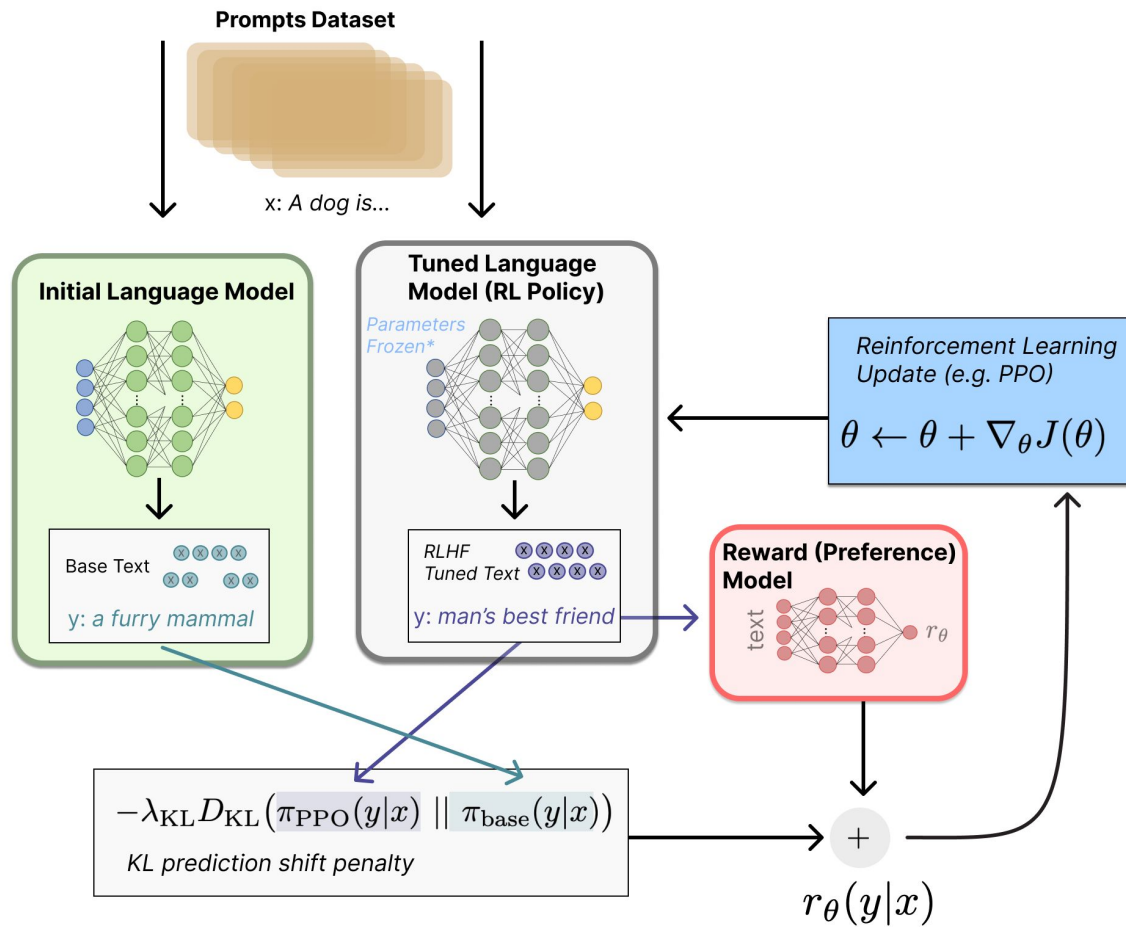 Prompts Dataset
x: A dog is...
Initial Language Model
Tuned Language
Model (RL Policy)
Parameters
Frozen*
Reinforcement Learning
Update (e.g. PPO)
θ ← θ + ∇θJ(θ)
Base Text
x x x x
x x x x
y: a furry mammal
RLHF
Tuned Text
x x x x
x x x x
y: man's best friend
Reward (Preference)
Model
text
rθ
−λKL DKL(πPPO(y|x) || πbase(y|x))
KL prediction shift penalty
+
rθ(y|x)